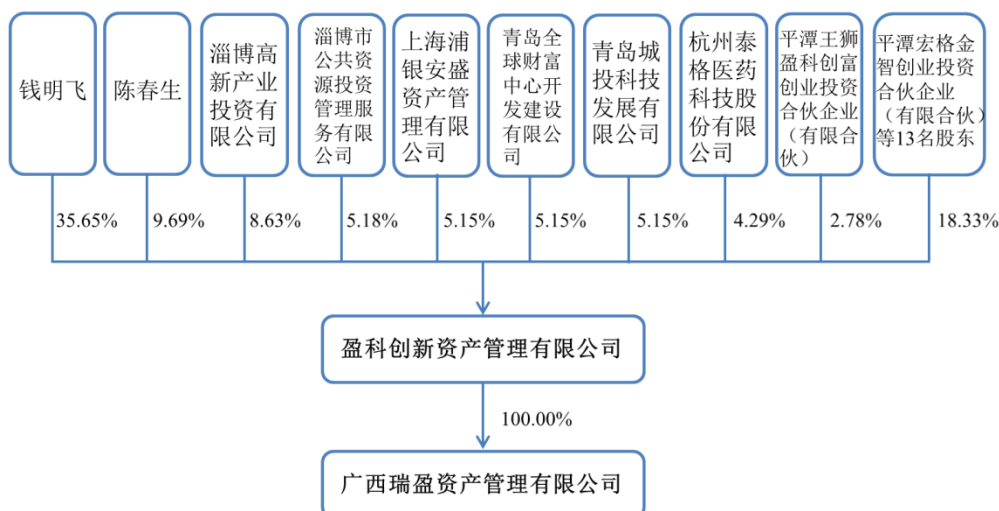 钱明飞
陈春生
淄博高
新产业
投资有
限公司
淄博市
公共资
源投资
管理服
务有限
公司
上海浦
银安盛
资产管
理有限
公司
青岛全
球财富
中心开
发建设
有限公
司
青岛城
投科技
发展有
限公司
杭州泰
格医药
科技股
份有限
公司
平潭王狮
盈科创富
创业投资
合伙企业
（有限合
伙）
平潭宏格金
智创业投资
合伙企业
（有限合伙）
等13名股东
35.65%
9.69%
8.63%
5.18%
5.15%
5.15%
5.15%
4.29%
2.78%
18.33%
盈科创新资产管理有限公司
100.00%
广西瑞盈资产管理有限公司